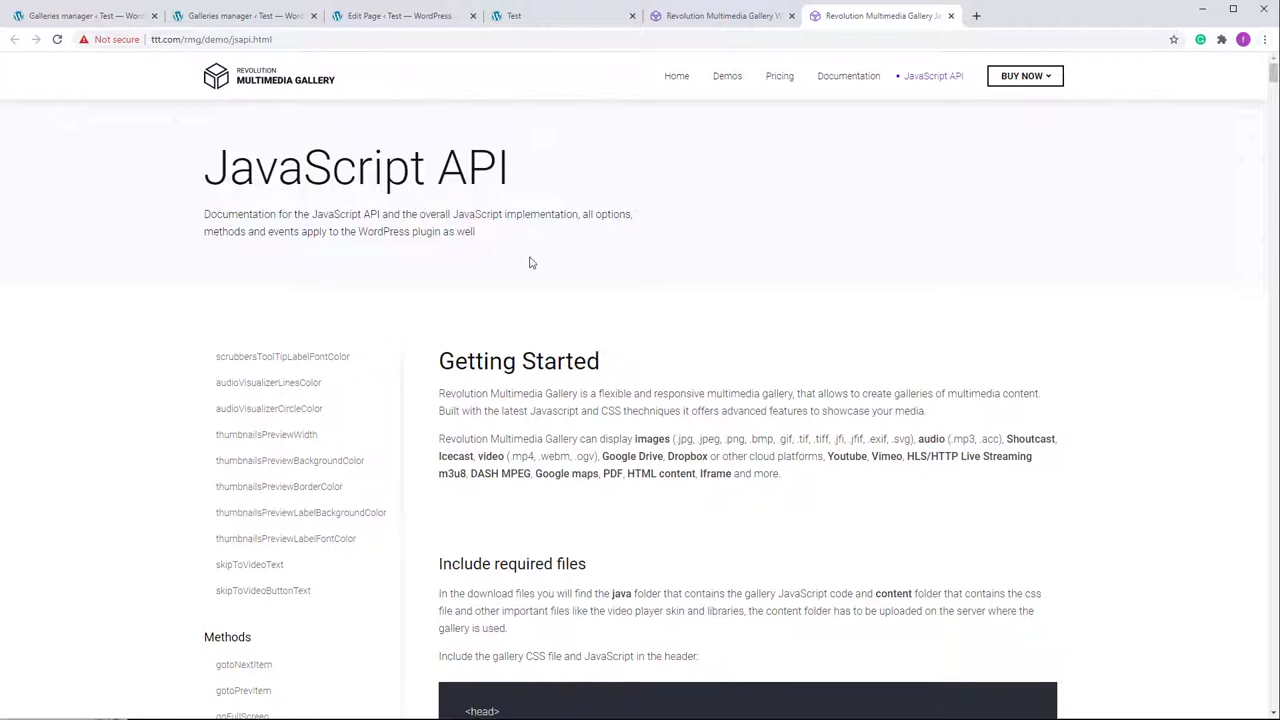 Galleries manager ‹ Test — WordP
Galleries manager ‹ Test — Word
Edit Page ‹ Test — WordPress
Test
Revolution Multimedia Gallery W
Revolution Multimedia Gallery Ja
Not secure
ttt.com/rmg/demo/jsapi.html
REVOLUTION
MULTIMEDIA GALLERY
Home
Demos
Pricing
Documentation
• JavaScript API
BUY NOW
JavaScript API
Documentation for the JavaScript API and the overall JavaScript implementation, all options,
methods and events apply to the WordPress plugin as well
scrubbersToolTipLabelFontColor
audioVisualizerLinesColor
audioVisualizerCircleColor
thumbnailsPreviewWidth
thumbnailsPreviewBackgroundColor
thumbnailsPreviewBorderColor
thumbnailsPreviewLabelBackgroundColor
thumbnailsPreviewLabelFontColor
skipToVideoText
skipToVideoButtonText
Methods
gotoNextItem
gotoPrevItem
goFullScreen
Getting Started
Revolution Multimedia Gallery is a flexible and responsive multimedia gallery, that allows to create galleries of multimedia content.
Built with the latest Javascript and CSS thechniques it offers advanced features to showcase your media.
Revolution Multimedia Gallery can display images (.jpg, .jpeg, .png, .bmp, .gif, .tif, .tiff, .ji, .jfif, .exif, .svg), audio (.mp3, .acc), Shoutcast,
Icecast, video (.mp4, .webm, .ogv), Google Drive, Dropbox or other cloud platforms, Youtube, Vimeo, HLS/HTTP Live Streaming
m3u8, DASH MPEG, Google maps, PDF, HTML content, Iframe and more.
Include required files
In the download files you will find the java folder that contains the gallery JavaScript code and content folder that contains the css
file and other important files like the video player skin and libraries, the content folder has to be uploaded on the server where the
gallery is used.
Include the gallery CSS file and JavaScript in the header:
<head>